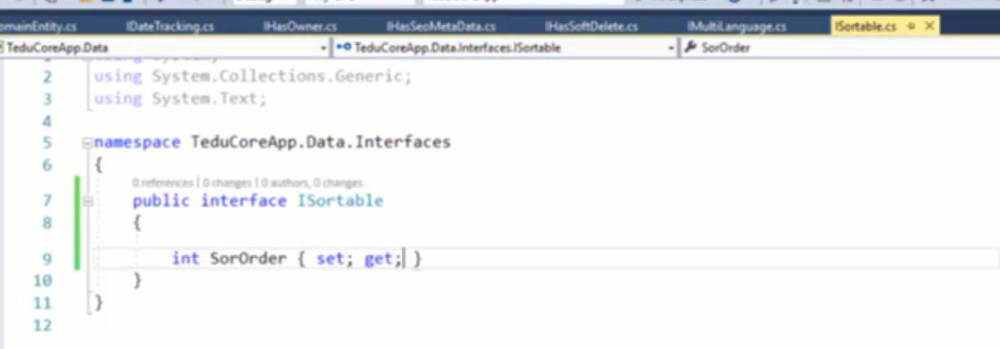 omainEntity.cs IDateTracking.cs IHasOwner.cs IHasSeoMetaData.cs IHasSoftDelete.cs IMultiLanguage.cs ISortable.cs
TeduCoreApp.Data TeduCoreApp.Data.Interfaces.ISortable SorOrder
1 using System;
2 using System.Collections.Generic;
3 using System.Text;
4
5 namespace TeduCoreApp.Data.Interfaces
6 {
0 references | 0 changes | 0 authors, 0 changes
7 public interface ISortable
8 {
9 int SorOrder { set; get; }
10 }
11 }
12